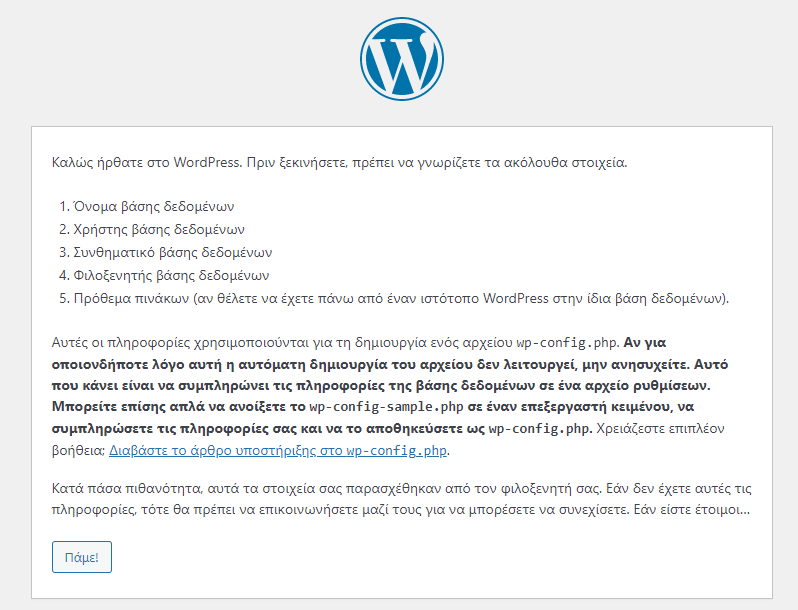 Καλώς ήρθατε στο WordPress. Πριν ξεκινήσετε, πρέπει να γνωρίζετε τα ακόλουθα στοιχεία.
1. Όνομα βάσης δεδομένων
2. Χρήστης βάσης δεδομένων
3. Συνθηματικό βάσης δεδομένων
4. Φιλοξενητής βάσης δεδομένων
5. Πρόθεμα πινάκων (αν θέλετε να έχετε πάνω από έναν ιστότοπο WordPress στην ίδια βάση δεδομένων).
Αυτές οι πληροφορίες χρησιμοποιούνται για τη δημιουργία ενός αρχείου wp-config.php. Αν για
οποιονδήποτε λόγο αυτή η αυτόματη δημιουργία του αρχείου δεν λειτουργεί, μην ανησυχείτε. Αυτό
που κάνει είναι να συμπληρώνει τις πληροφορίες της βάσης δεδομένων σε ένα αρχείο ρυθμίσεων.
Μπορείτε επίσης απλά να ανοίξετε το wp-config-sample.php σε έναν επεξεργαστή κειμένου, να
συμπληρώσετε τις πληροφορίες σας και να το αποθηκεύσετε ως wp-config.php. Χρειάζεστε επιπλέον
βοήθεια; Διαβάστε το άρθρο υποστήριξης στο wp-config.php.
Κατά πάσα πιθανότητα, αυτά τα στοιχεία σας παρασχέθηκαν από τον φιλοξενητή σας. Εάν δεν έχετε αυτές τις
πληροφορίες, τότε θα πρέπει να επικοινωνήσετε μαζί τους για να μπορέσετε να συνεχίσετε. Εάν είστε έτοιμοι…
Πάμε!